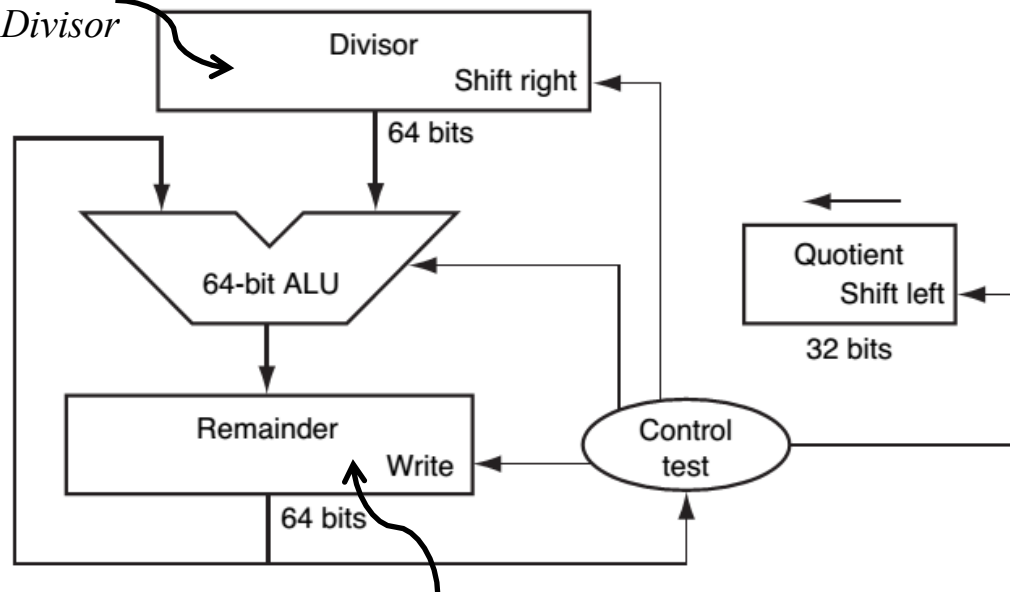 Divisor
Divisor
Shift right
64 bits
64-bit ALU
Quotient
Shift left
32 bits
Remainder
Write
Control
test
64 bits